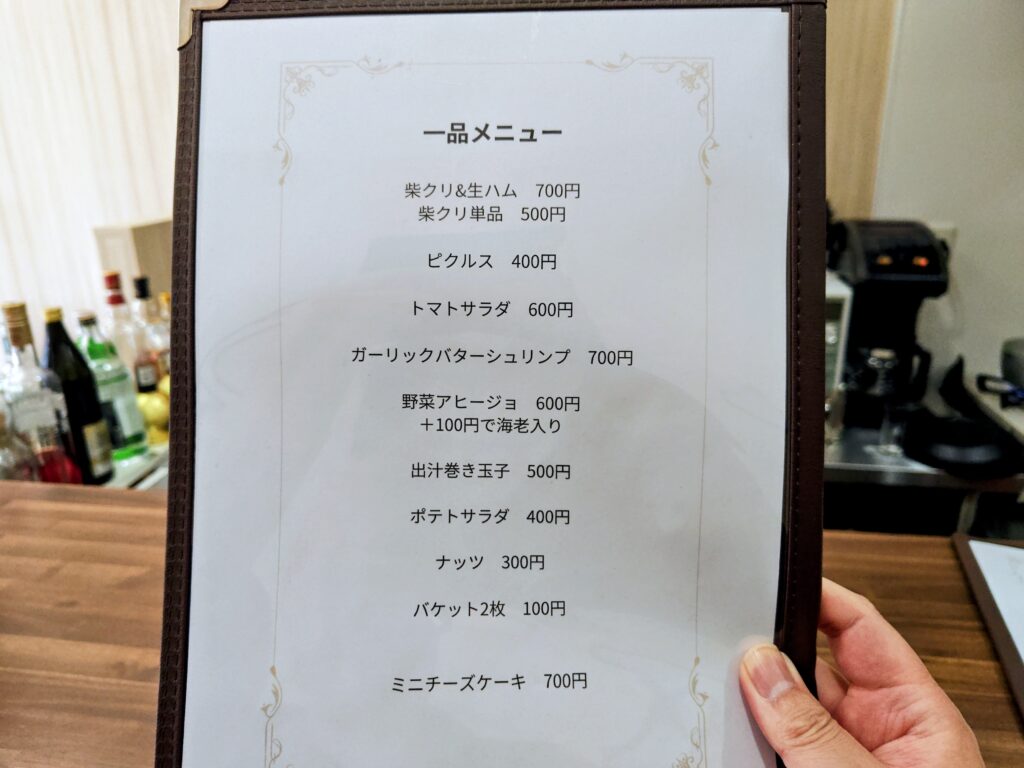 一品メニュー
柴クリ&生ハム　700円
柴クリ単品　500円
ピクルス　400円
トマトサラダ　600円
ガーリックバターシュリンプ　700円
野菜アヒージョ　600円
＋100円で海老入り
出汁巻き玉子　500円
ポテトサラダ　400円
ナッツ　300円
バケット2枚　100円
ミニチーズケーキ　700円